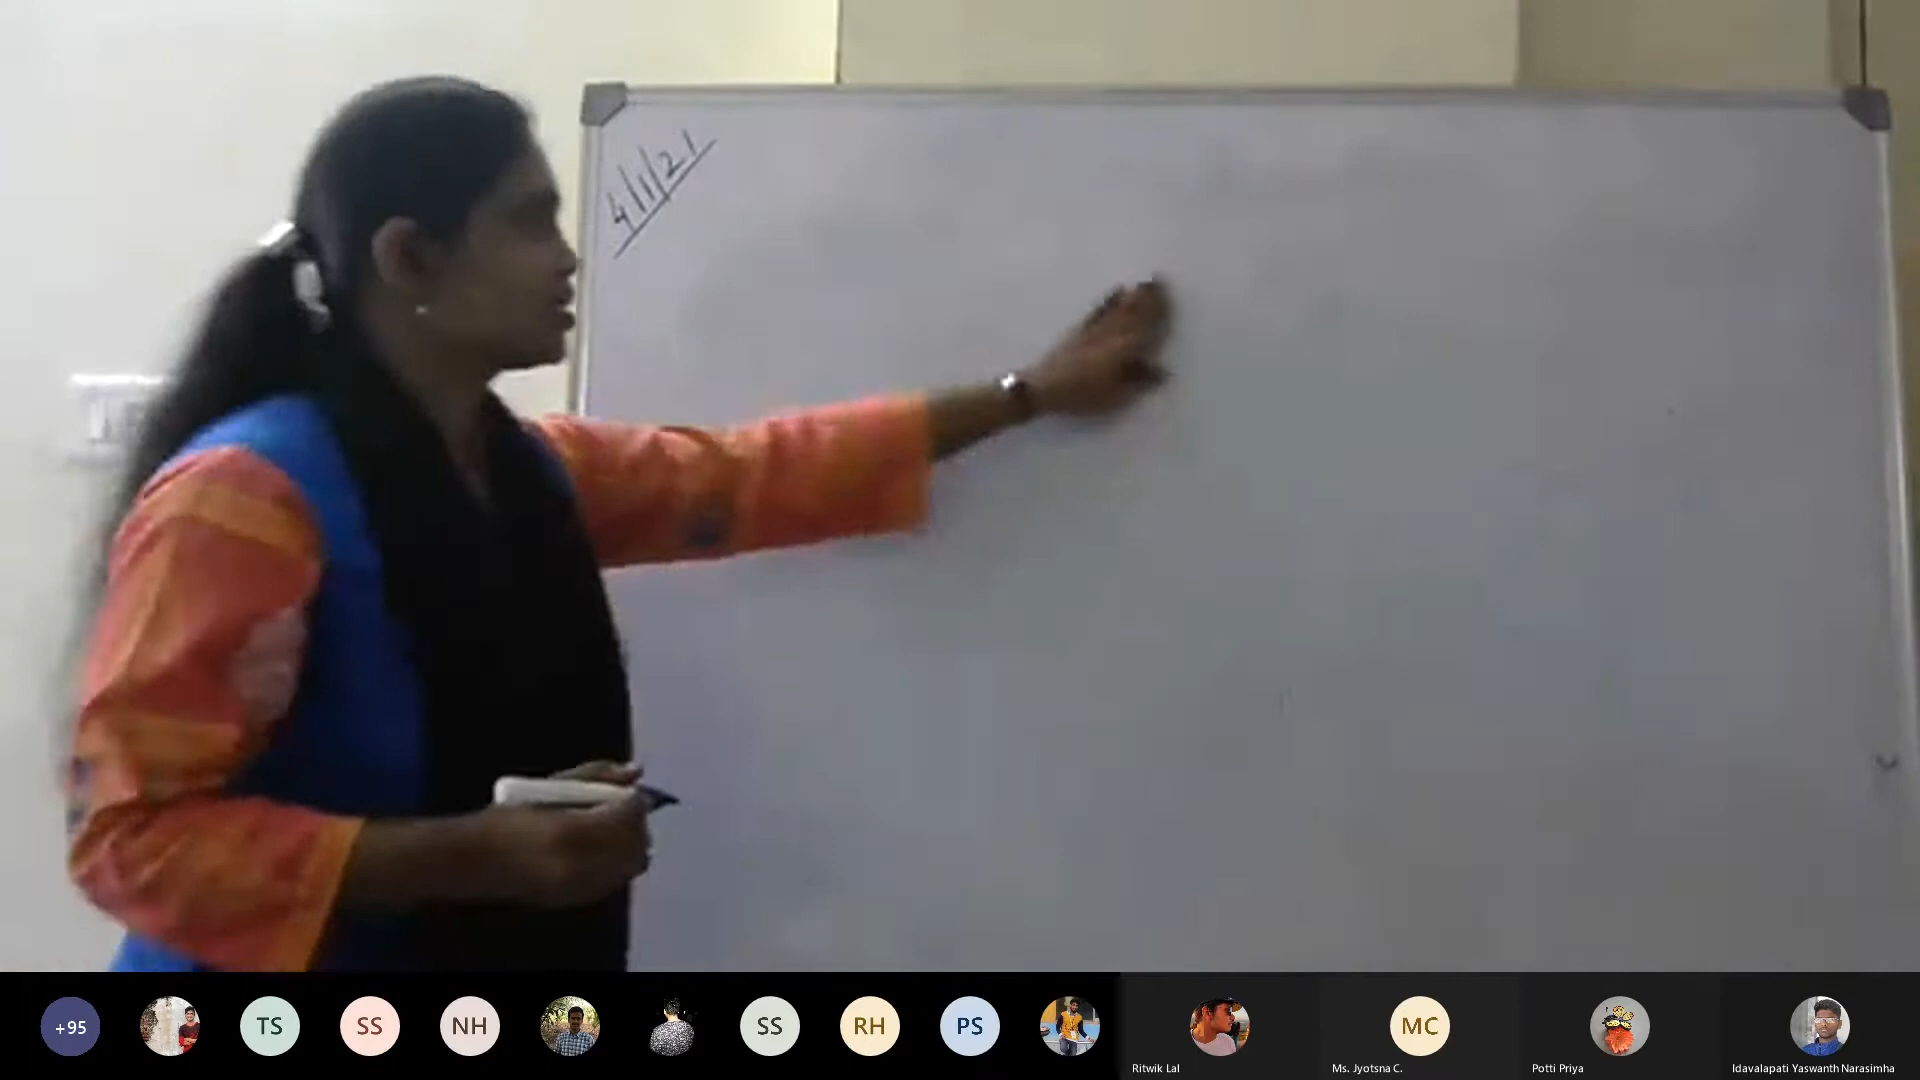 4/1/21
+95
TS
SS
NH
SS
RH
PS
MC
Ritwik Lal
Ms. Jyotsna C.
Potti Priya
Idavalapati Yaswanth Narasimha